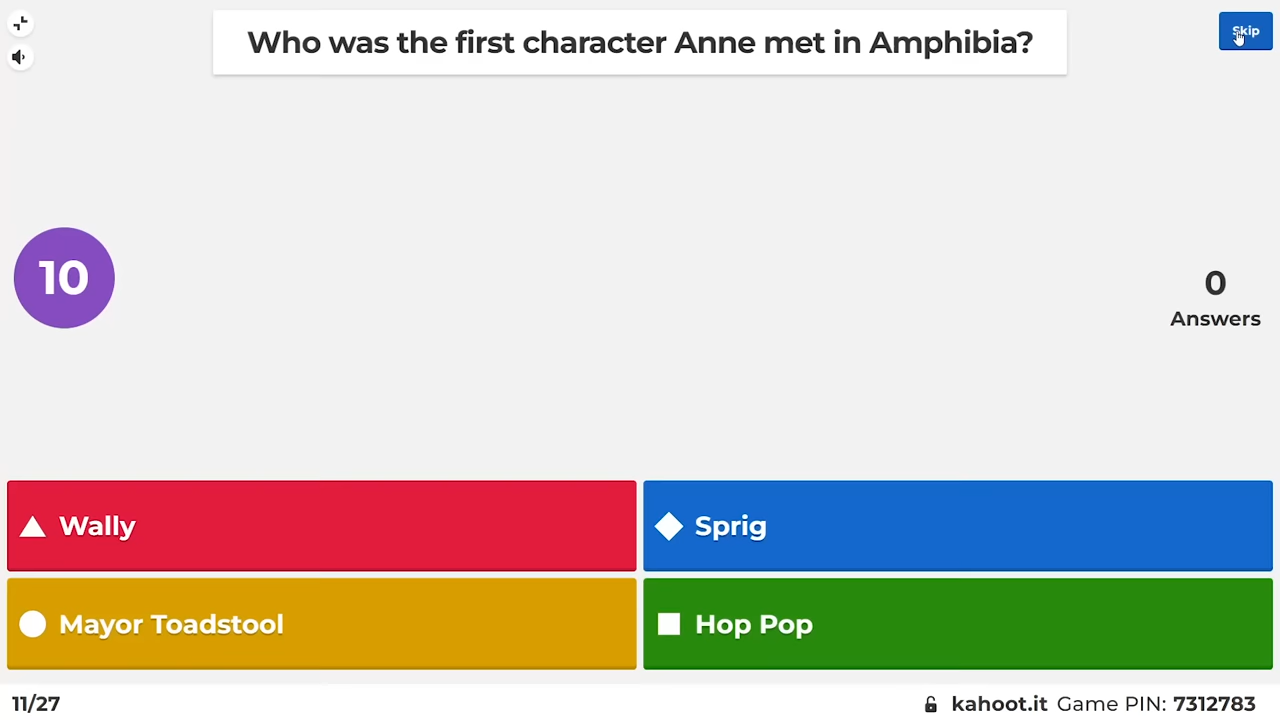 Who was the first character Anne met in Amphibia?
Skip
10
0
Answers
Wally
Sprig
Mayor Toadstool
Hop Pop
11/27
kahoot.it Game PIN: 7312783